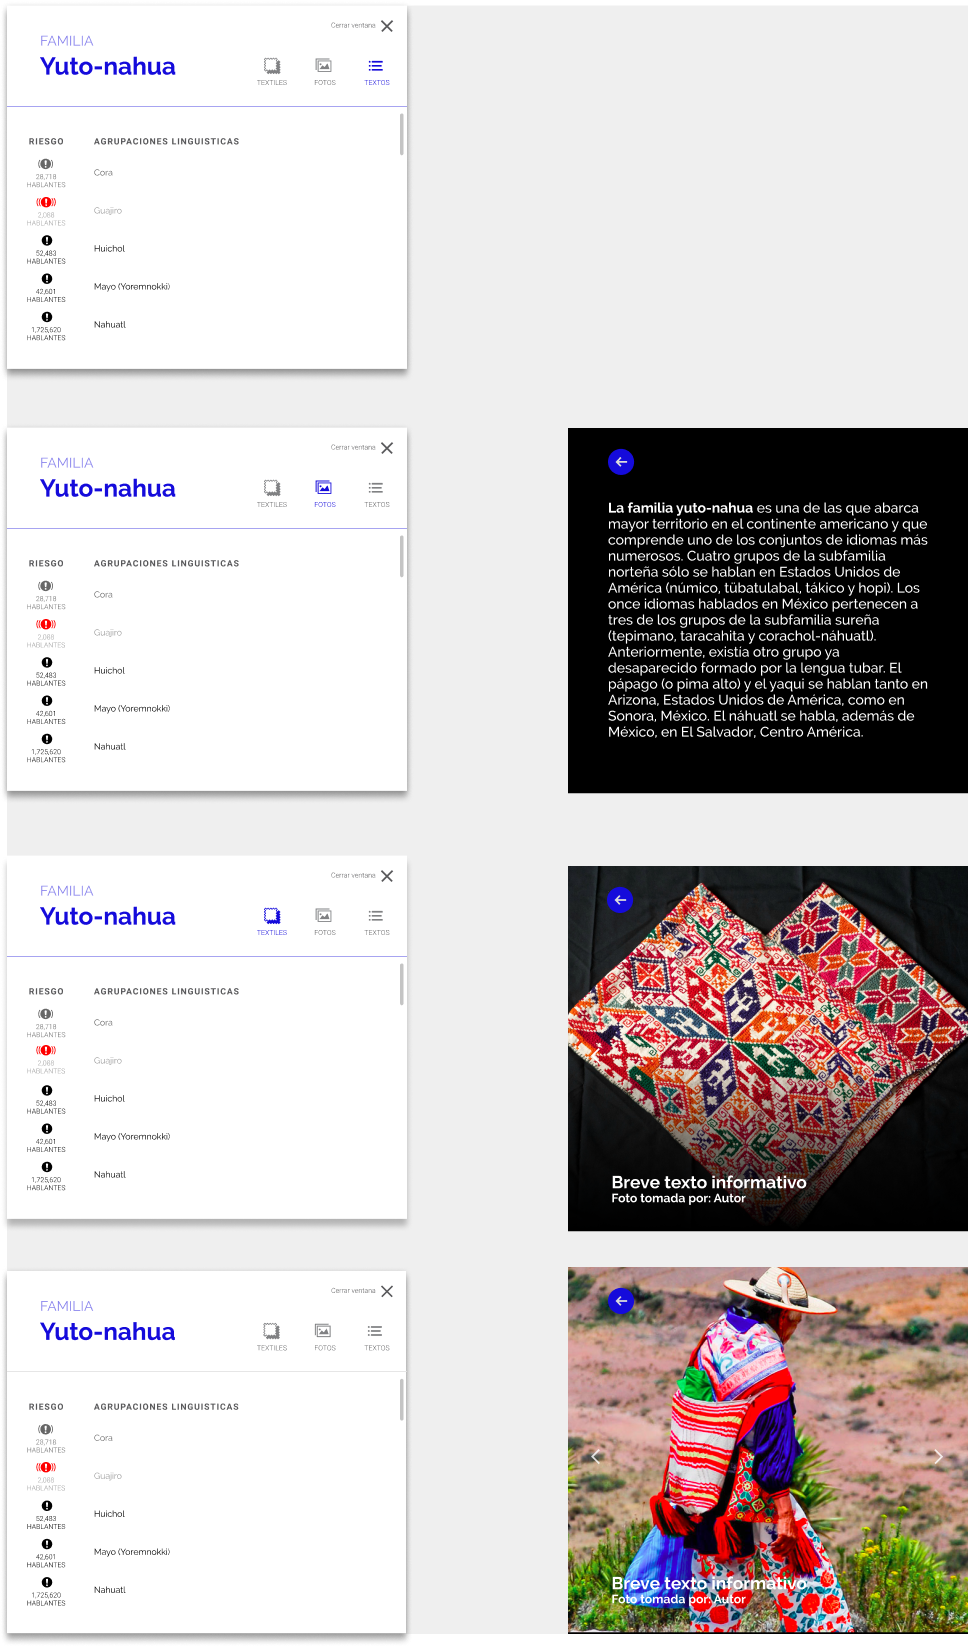 Cerrar ventana
FAMILIA
Yuto-nahua
TEXTILES FOTOS TEXTOS
RIESGO AGRUPACIONES LINGUISTICAS
28,718
HABLANTES
Cora
2,088
HABLANTES
Guajiro
52,483
HABLANTES
Huichol
42,601
HABLANTES
Mayo (Yoremnokki)
1,725,620
HABLANTES
Nahuatl
Cerrar ventana
FAMILIA
Yuto-nahua
TEXTILES FOTOS TEXTOS
RIESGO AGRUPACIONES LINGUISTICAS
28,718
HABLANTES
Cora
2,088
HABLANTES
Guajiro
52,483
HABLANTES
Huichol
42,601
HABLANTES
Mayo (Yoremnokki)
1,725,620
HABLANTES
Nahuatl
La familia yuto-nahua es una de las que abarca
mayor territorio en el continente americano y que
comprende uno de los conjuntos de idiomas más
numerosos. Cuatro grupos de la subfamilia
norteña sólo se hablan en Estados Unidos de
América (númico, tübatulabal, tákico y hopi). Los
once idiomas hablados en México pertenecen a
tres de los grupos de la subfamilia sureña
(tepimano, taracahita y corachol-náhuatl).
Anteriormente, existía otro grupo ya
desaparecido formado por la lengua tubar. El
pápago (o pima alto) y el yaqui se hablan tanto en
Arizona, Estados Unidos de América, como en
Sonora, México. El náhuatl se habla, además de
México, en El Salvador, Centro América.
Cerrar ventana
FAMILIA
Yuto-nahua
TEXTILES FOTOS TEXTOS
RIESGO AGRUPACIONES LINGUISTICAS
28,718
HABLANTES
Cora
2,088
HABLANTES
Guajiro
52,483
HABLANTES
Huichol
42,601
HABLANTES
Mayo (Yoremnokki)
1,725,620
HABLANTES
Nahuatl
Breve texto informativo
Foto tomada por: Autor
Cerrar ventana
FAMILIA
Yuto-nahua
TEXTILES FOTOS TEXTOS
RIESGO AGRUPACIONES LINGUISTICAS
28,718
HABLANTES
Cora
2,088
HABLANTES
Guajiro
52,483
HABLANTES
Huichol
42,601
HABLANTES
Mayo (Yoremnokki)
1,725,620
HABLANTES
Nahuatl
Breve texto informativo
Foto tomada por: Autor